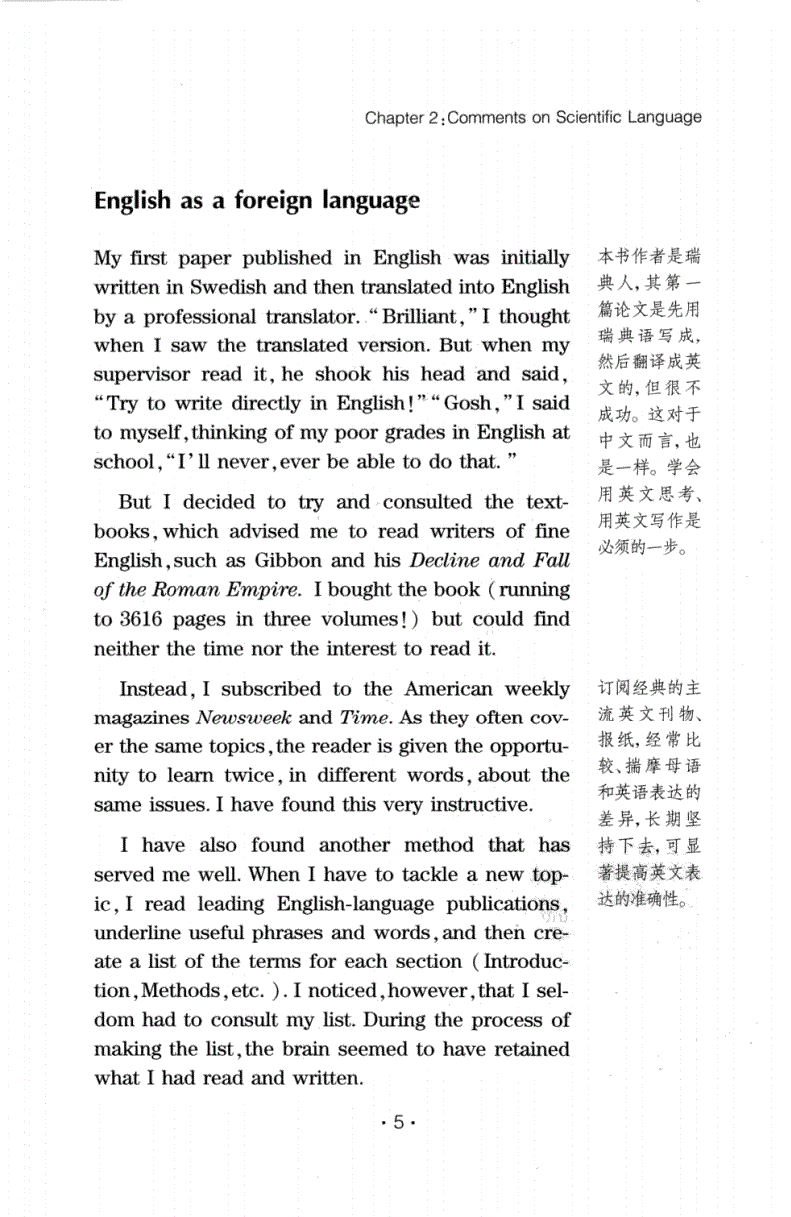 Chapter 2:Comments on Scientific Language
English as a foreign language
My first paper published in English was initially
written in Swedish and then translated into English
by a professional translator. “Brilliant,”I thought
when I saw the translated version. But when my
supervisor read it, he shook his head and said,
“Try to write directly in English!”“Gosh,”I said
to myself,thinking of my poor grades in English at
school,“I’ll never,ever be able to do that. ”
But I decided to try and consulted the text-
books, which advised me to read writers of fine
English,such as Gibbon and his Decline and Fall
of the Roman Empire. I bought the book (running
to 3616 pages in three volumes!) but could find
neither the time nor the interest to read it.
Instead, I subscribed to the American weekly
magazines Newsweek and Time. As they often cov-
er the same topics,the reader is given the opportu-
nity to learn twice, in different words, about the
same issues. I have found this very instructive.
I have also found another method that has
served me well. When I have to tackle a new top-
ic, I read leading English-language publications,
underline useful phrases and words,and then cre-
ate a list of the terms for each section (Introduc-
tion,Methods,etc. ). I noticed,however,that I sel-
dom had to consult my list. During the process of
making the list,the brain seemed to have retained
what I had read and written.
本书作者是瑞
典人,其第一
篇论文是先用
瑞典语写成,
然后翻译成英
文的,但很不
成功。这对于
中文而言,也
是一样。学会
用英文思考、
用英文写作是
必须的一步。
订阅经典的主
流英文刊物、
报纸,经常比
较、揣摩母语
和英语表达的
差异,长期坚
持下去,可显
著提高英文表
达的准确性。
· 5 ·